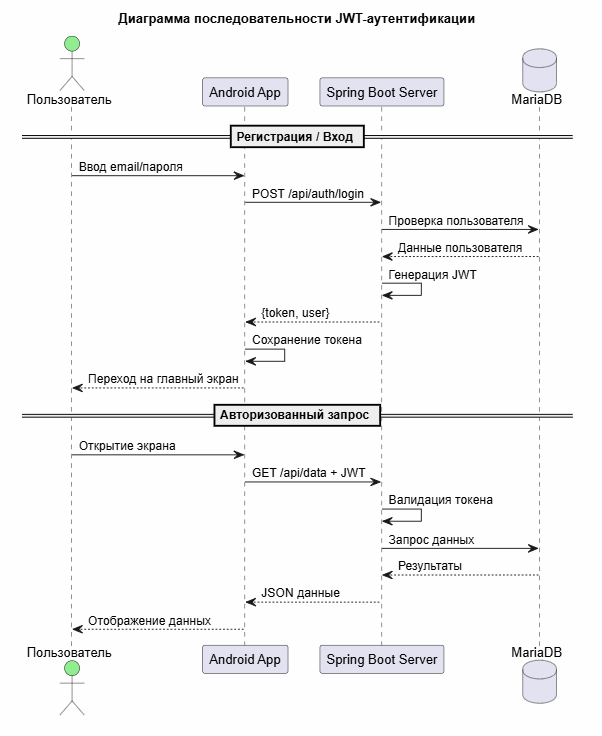 Диаграмма последовательности JWT-аутентификации
Пользователь
Android App
Spring Boot Server
MariaDB
Регистрация / Вход
Ввод email/пароля
POST /api/auth/login
Проверка пользователя
Данные пользователя
Генерация JWT
{token, user}
Сохранение токена
Переход на главный экран
Авторизованный запрос
Открытие экрана
GET /api/data + JWT
Валидация токена
Запрос данных
Результаты
JSON данные
Отображение данных
Пользователь
Android App
Spring Boot Server
MariaDB